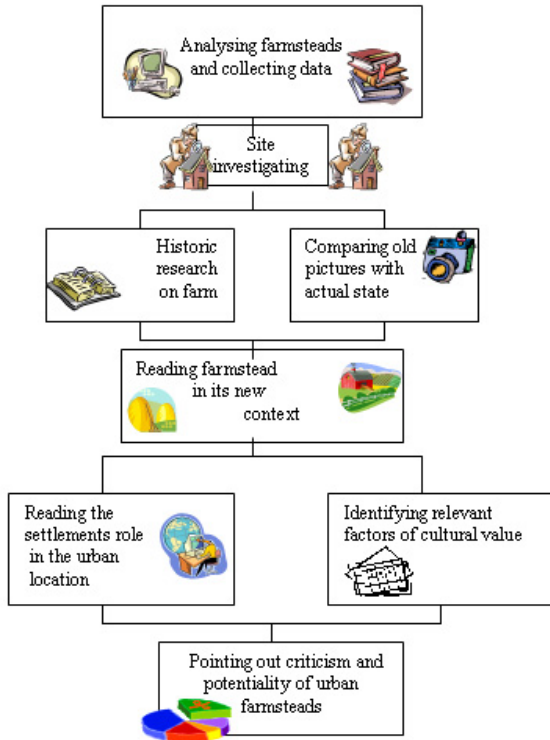 Analysing farmsteads
and collecting data
Site
investigating
Historic
research
on farm
Comparing old
pictures with
actual state
Reading farmstead
in its new
context
Reading the
settlements role
in the urban
location
Identifying relevant
factors of cultural value
Pointing out criticism and
potentiality of urban
farmsteads